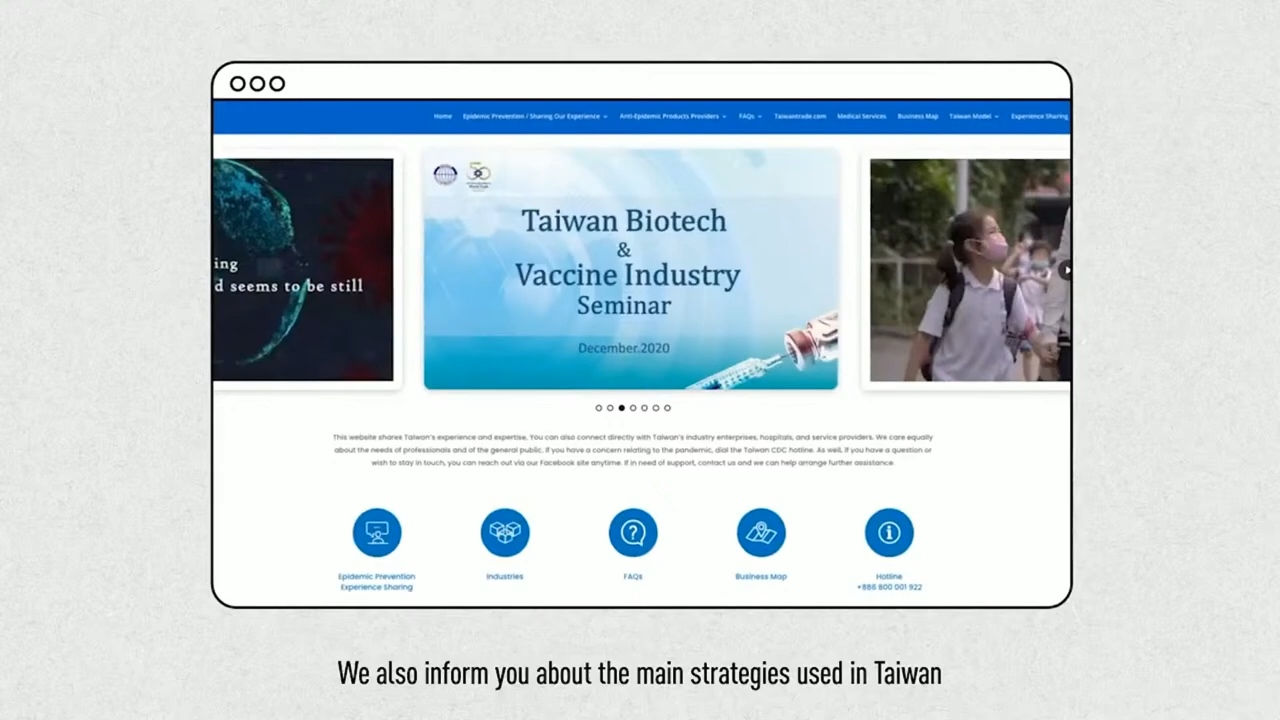 Home Epidemic Prevention / Sharing Our Experience Anti-Epidemic Products Providers FAQs Taiwantrade.com Medical Services Business Map Taiwan Model Experience Sharing
ing
d seems to be still
50
Taiwan Biotech
&
Vaccine Industry
Seminar
December.2020
This website shares Taiwan's experience and expertise, You can also connect directly with Taiwan's industry enterprises, hospitals, and service providers. We care equally
about the needs of professionals and of the general public. If you have a concern relating to the pandemic, dial the Taiwan CDC hotline. As well, if you have a question or
wish to stay in touch, you can reach out via our Facebook site anytime. If in need of support, contact us and we can help arrange further assistance.
Epidemic Prevention
Experience Sharing
Industries
FAQs
Business Map
Hotline
+886 800 001 922
We also inform you about the main strategies used in Taiwan